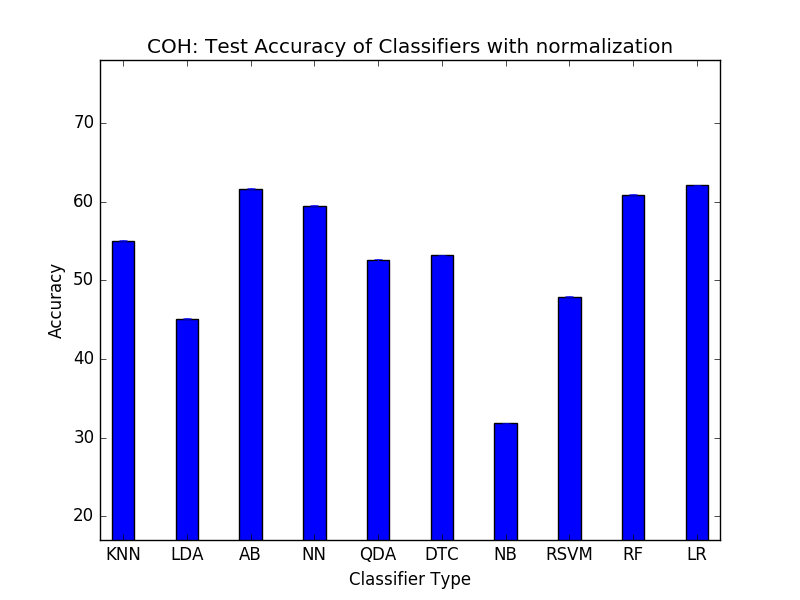 COH: Test Accuracy of Classifiers with normalization
70
60
50
40
30
20
Accuracy
KNN LDA AB NN QDA DTC NB RSVM RF LR
Classifier Type